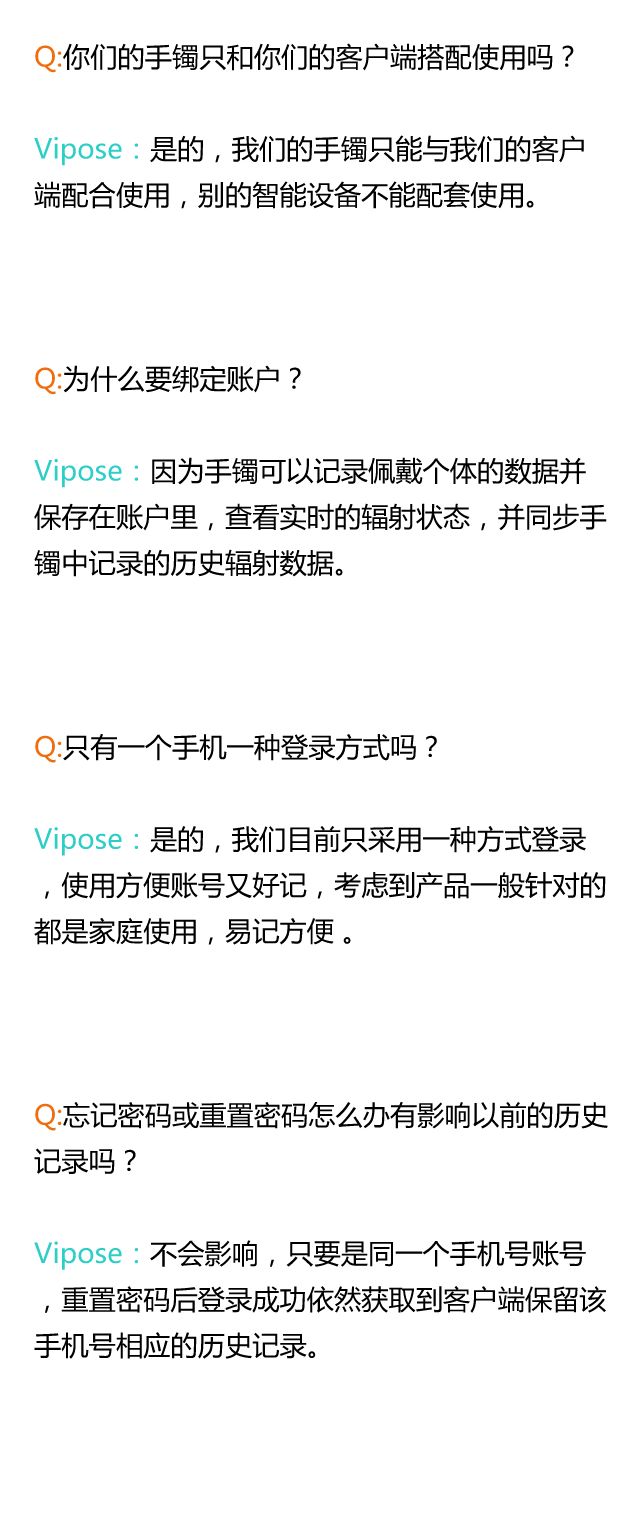 Q:你们的手镯只和你们的客户端搭配使用吗？
Vipose：是的，我们的手镯只能与我们的客户
端配合使用，别的智能设备不能配套使用。
Q:为什么要绑定账户？
Vipose：因为手镯可以记录佩戴个体的数据并
保存在账户里，查看实时的辐射状态，并同步手
镯中记录的历史辐射数据。
Q:只有一个手机一种登录方式吗？
Vipose：是的，我们目前只采用一种方式登录
，使用方便账号又好记，考虑到产品一般针对的
都是家庭使用，易记方便 。
Q:忘记密码或重置密码怎么办有影响以前的历史
记录吗？
Vipose：不会影响，只要是同一个手机号账号
，重置密码后登录成功依然获取到客户端保留该
手机号相应的历史记录。